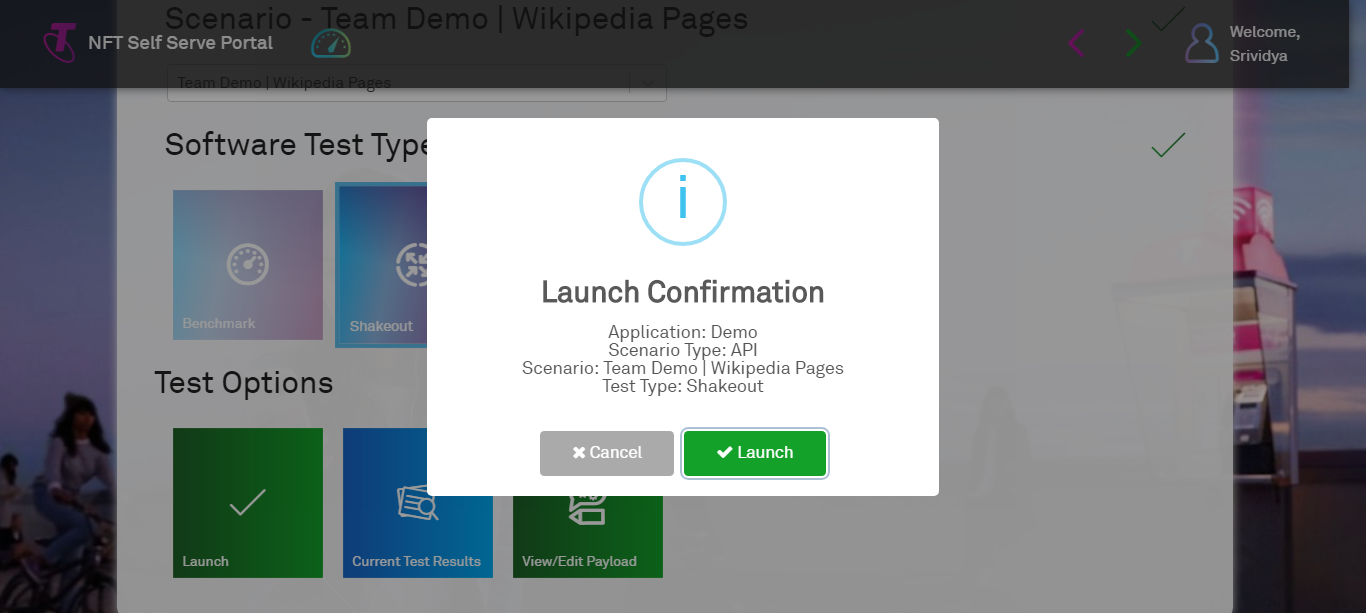 Scenario - Team Demo | Wikipedia Pages
NFT Self Serve Portal
Welcome,
Srividya
Team Demo | Wikipedia Pages
Software Test Type
Benchmark
Shakeout
Launch Confirmation
Application: Demo
Scenario Type: API
Scenario: Team Demo | Wikipedia Pages
Test Type: Shakeout
Cancel
Launch
Test Options
Launch
Current Test Results
View/Edit Payload